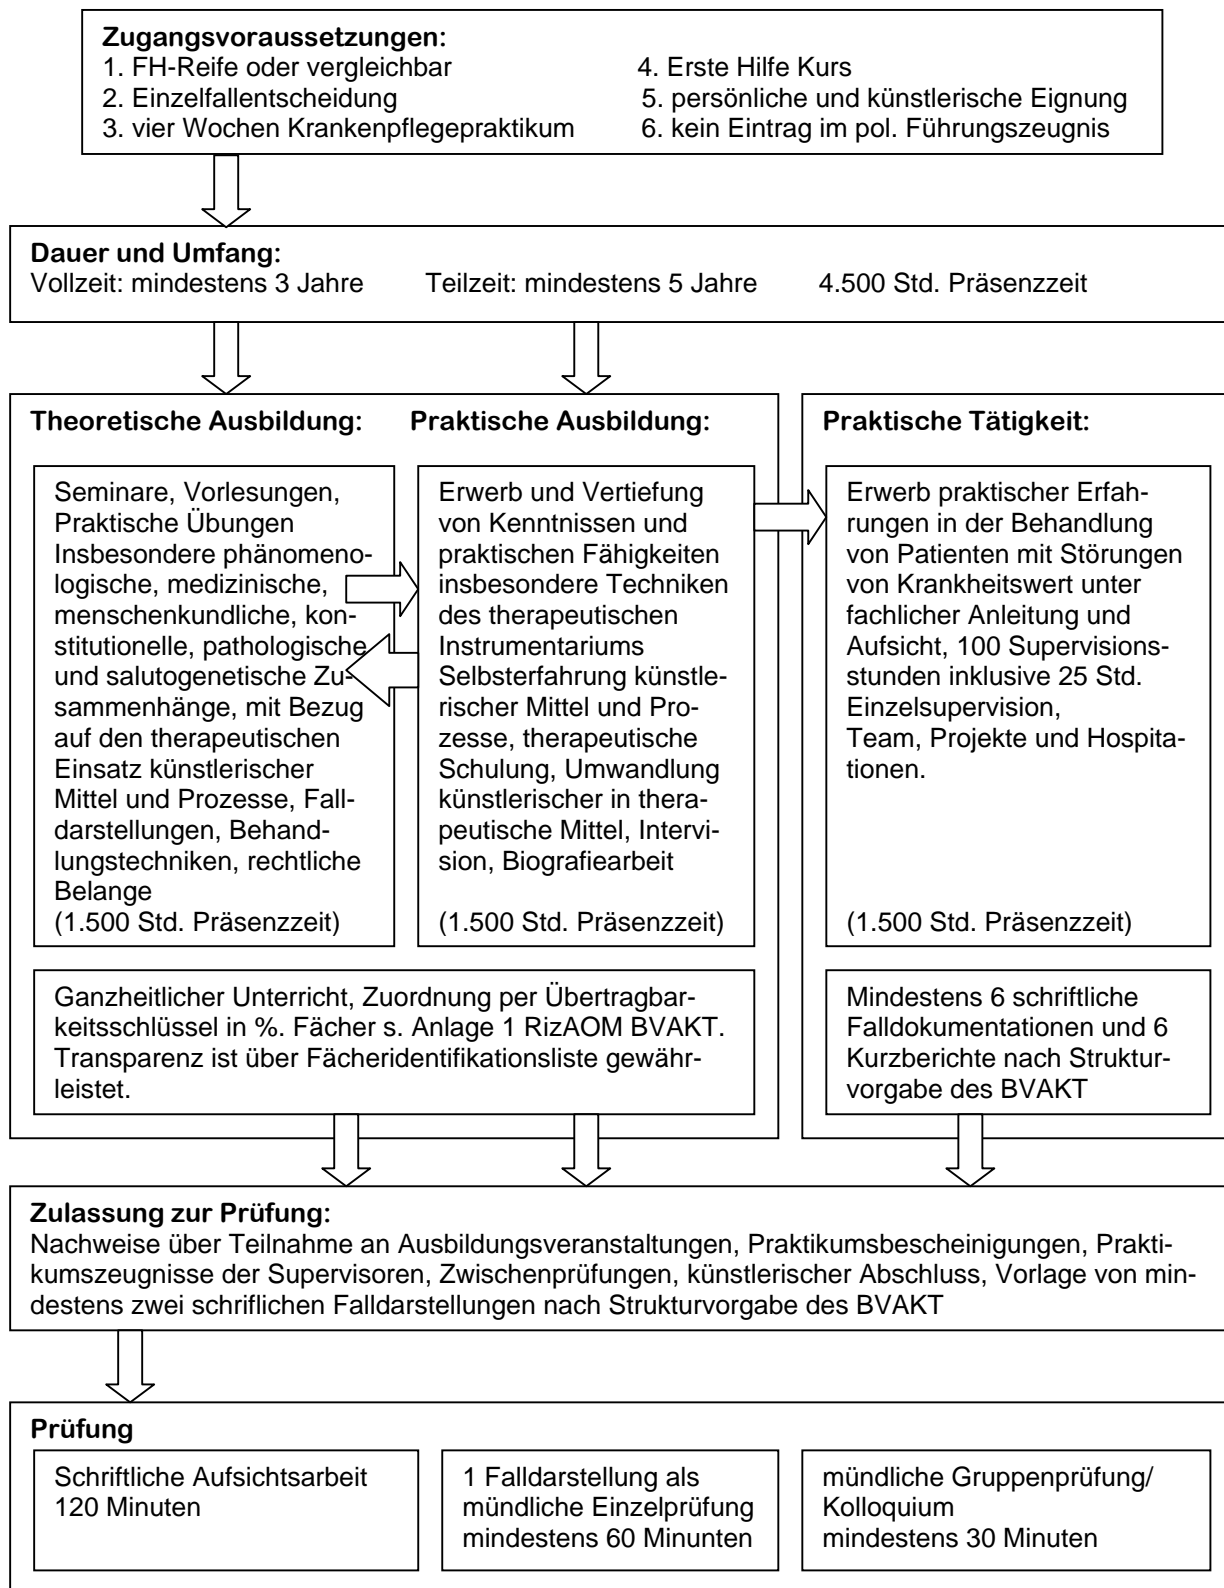 Zugangsvoraussetzungen:
1. FH-Reife oder vergleichbar
2. Einzelfallentscheidung
3. vier Wochen Krankenpflegepraktikum
4. Erste Hilfe Kurs
5. persönliche und künstlerische Eignung
6. kein Eintrag im pol. Führungszeugnis
Dauer und Umfang:
Vollzeit: mindestens 3 Jahre Teilzeit: mindestens 5 Jahre 4.500 Std. Präsenzzeit
Theoretische Ausbildung:
Seminare, Vorlesungen,
Praktische Übungen
Insbesondere phänomeno-
logische, medizinische,
menschenkundliche, kon-
stitutionelle, pathologische
und salutogenetische Zu-
sammenhänge, mit Bezug
auf den therapeutischen
Einsatz künstlerischer
Mittel und Prozesse, Fall-
darstellungen, Behand-
lungstechniken, rechtliche
Belange
(1.500 Std. Präsenzzeit)
Praktische Ausbildung:
Erwerb und Vertiefung
von Kenntnissen und
praktischen Fähigkeiten
insbesondere Techniken
des therapeutischen
Instrumentariums
Selbsterfahrung künstle-
rischer Mittel und Pro-
zesse, therapeutische
Schulung, Umwandlung
künstlerischer in thera-
peutische Mittel, Intervi-
sion, Biografiearbeit
(1.500 Std. Präsenzzeit)
Ganzheitlicher Unterricht, Zuordnung per Übertragbar-
keitsschlüssel in %. Fächer s. Anlage 1 RizAOM BVAKT.
Transparenz ist über Fächeridentifikationsliste gewähr-
leistet.
Praktische Tätigkeit:
Erwerb praktischer Erfah-
rungen in der Behandlung
von Patienten mit Störungen
von Krankheitswert unter
fachlicher Anleitung und
Aufsicht, 100 Supervisions-
stunden inklusive 25 Std.
Einzelsupervision,
Team, Projekte und Hospita-
tionen.
(1.500 Std. Präsenzzeit)
Mindestens 6 schriftliche
Falldokumentationen und 6
Kurzberichte nach Struktur-
vorgabe des BVAKT
Zulassung zur Prüfung:
Nachweise über Teilnahme an Ausbildungsveranstaltungen, Praktikumsbescheinigungen, Prakti-
kumszeugnisse der Supervisoren, Zwischenprüfungen, künstlerischer Abschluss, Vorlage von min-
destens zwei schriflichen Falldarstellungen nach Strukturvorgabe des BVAKT
Prüfung
Schriftliche Aufsichtsarbeit
120 Minuten
1 Falldarstellung als
mündliche Einzelprüfung
mindestens 60 Minunten
mündliche Gruppenprüfung/
Kolloquium
mindestens 30 Minuten